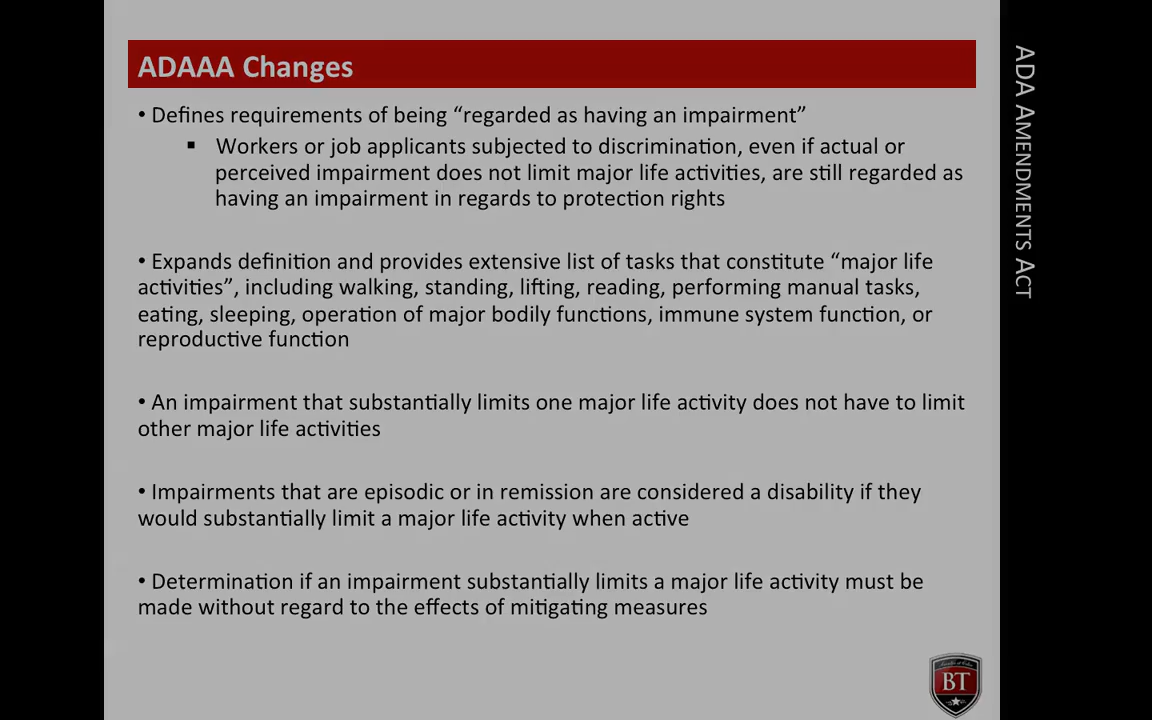 ADAAA Changes
• Defines requirements of being “regarded as having an impairment”
▪ Workers or job applicants subjected to discrimination, even if actual or
perceived impairment does not limit major life activities, are still regarded as
having an impairment in regards to protection rights
• Expands definition and provides extensive list of tasks that constitute “major life
activities”, including walking, standing, lifting, reading, performing manual tasks,
eating, sleeping, operation of major bodily functions, immune system function, or
reproductive function
• An impairment that substantially limits one major life activity does not have to limit
other major life activities
• Impairments that are episodic or in remission are considered a disability if they
would substantially limit a major life activity when active
• Determination if an impairment substantially limits a major life activity must be
made without regard to the effects of mitigating measures
ADA AMENDMENTS ACT
BT